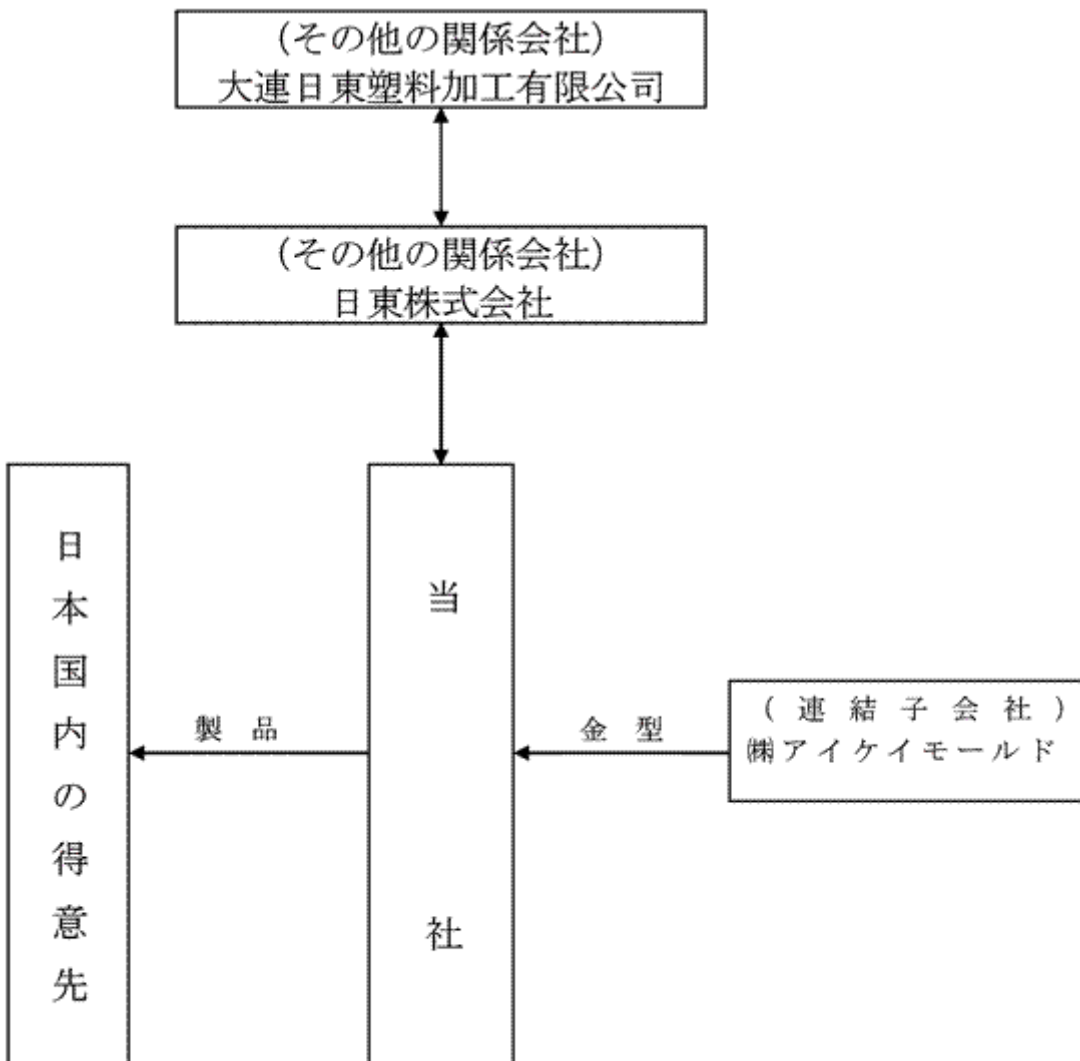 (その他の関係会社)
大連日東塑料加工有限公司
(その他の関係会社)
日東株式会社
日本国内の得意先
製品
当社
金型
(連結子会社)
㈱アイケイモールド